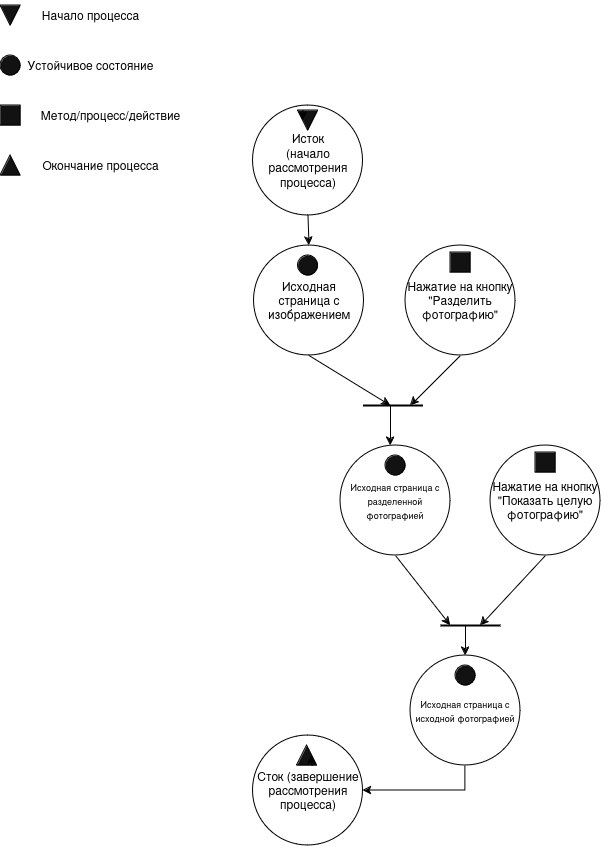 Начало процесса
Устойчивое состояние
Метод/процесс/действие
Окончание процесса
Исток
(начало
рассмотрения
процесса)
Исходная
страница с
изображением
Нажатие на кнопку
"Разделить
фотографию"
Исходная страница с
разделенной
фотографией
Нажатие на кнопку
"Показать целую
фотографию"
Исходная страница с
исходной фотографией
Сток (завершение
рассмотрения
процесса)